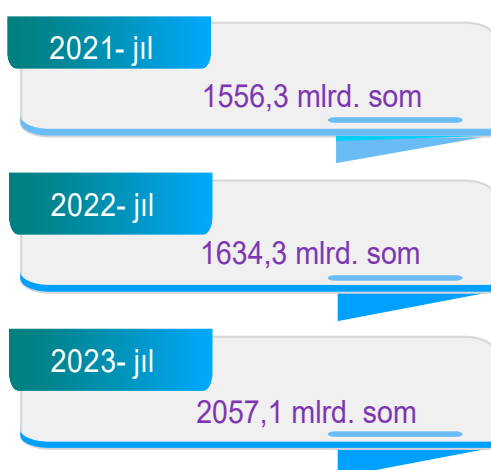 2021- jıl
1556,3 mlrd. som
2022- jıl
1634,3 mlrd. som
2023- jıl
2057,1 mlrd. som